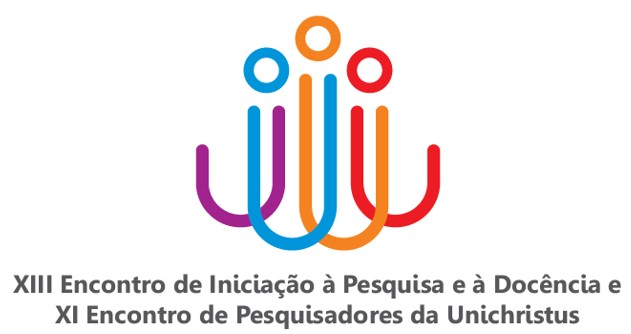 XIII Encontro de Iniciação à Pesquisa e à Docência e
XI Encontro de Pesquisadores da Unichristus